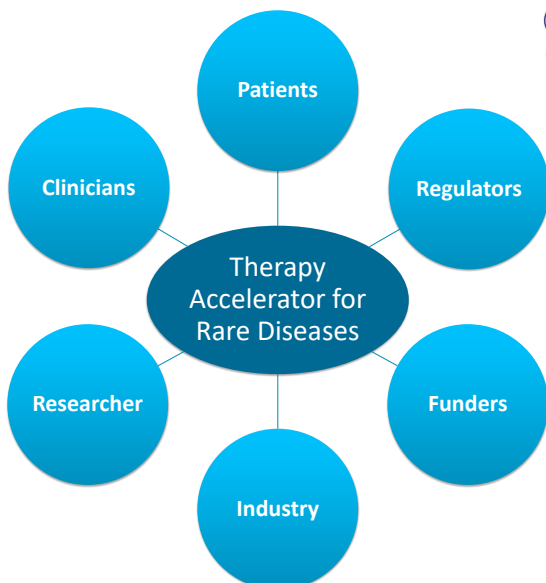 Patients
Clinicians
Regulators
Therapy
Accelerator for
Rare Diseases
Researcher
Funders
Industry